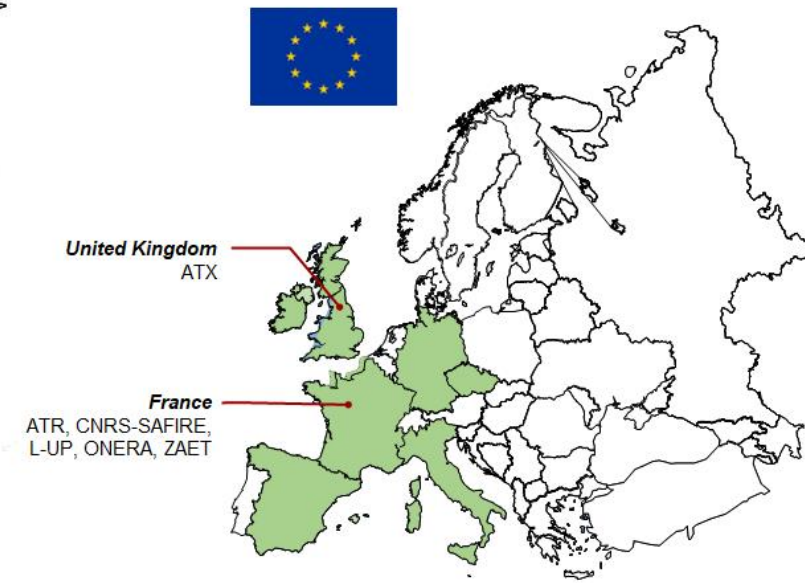 United Kingdom
ATX
France
ATR, CNRS-SAFIRE,
L-UP, ONERA, ZAET